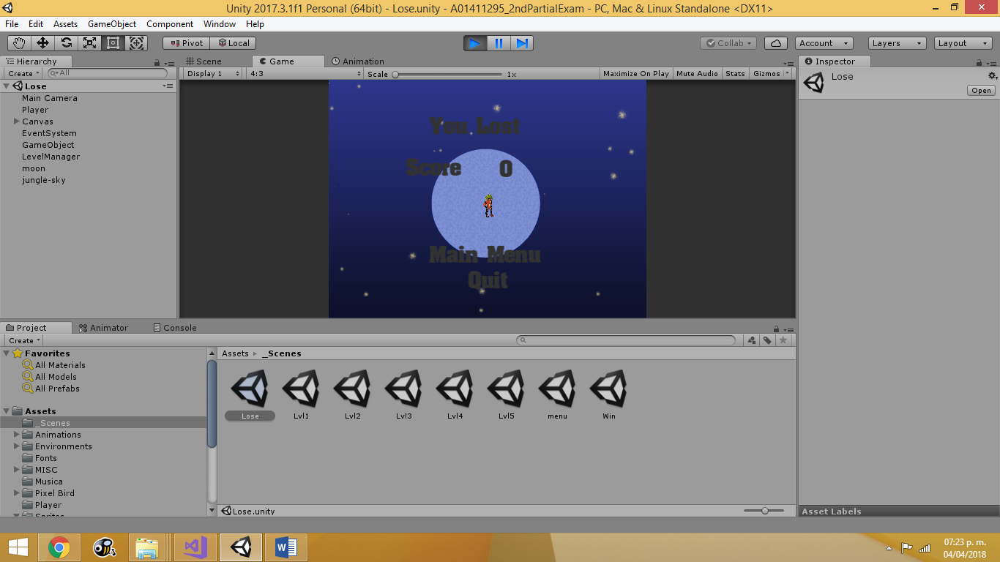 Unity 2017.3.1f1 Personal (64bit) - Lose.unity - A01411295_2ndPartialExam - PC, Mac & Linux Standalone <DX11>
File Edit Assets GameObject Component Window Help
Pivot Local Collab Account Layers Layout
Hierarchy
Create All
Lose
Main Camera
Player
Canvas
EventSystem
GameObject
LevelManager
moon
jungle-sky
Scene Game Animation
Display 1 4:3 Scale 1x Maximize On Play Mute Audio Stats Gizmos
You Lost
Score 0
Main Menu
Quit
Inspector
Lose
Open
Project Animator Console
Create
Favorites
All Materials
All Models
All Prefabs
Assets
_Scenes
Animations
Environments
Fonts
MISC
Musica
Pixel Bird
Player
Sprites
Assets ▸ _Scenes
Lose Lvl1 Lvl2 Lvl3 Lvl4 Lvl5 menu Win
Lose.unity
Asset Labels
07:23 p. m.
04/04/2018